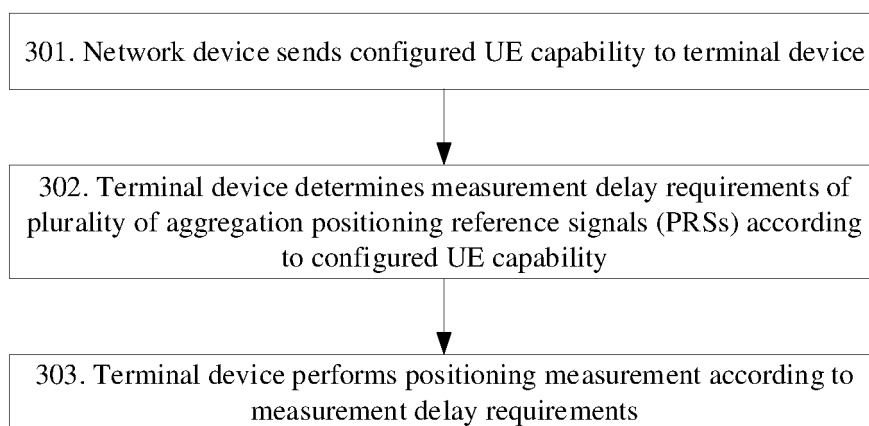 301. Network device sends configured UE capability to terminal device
302. Terminal device determines measurement delay requirements of
plurality of aggregation positioning reference signals (PRSs) according
to configured UE capability
303. Terminal device performs positioning measurement according to
measurement delay requirements